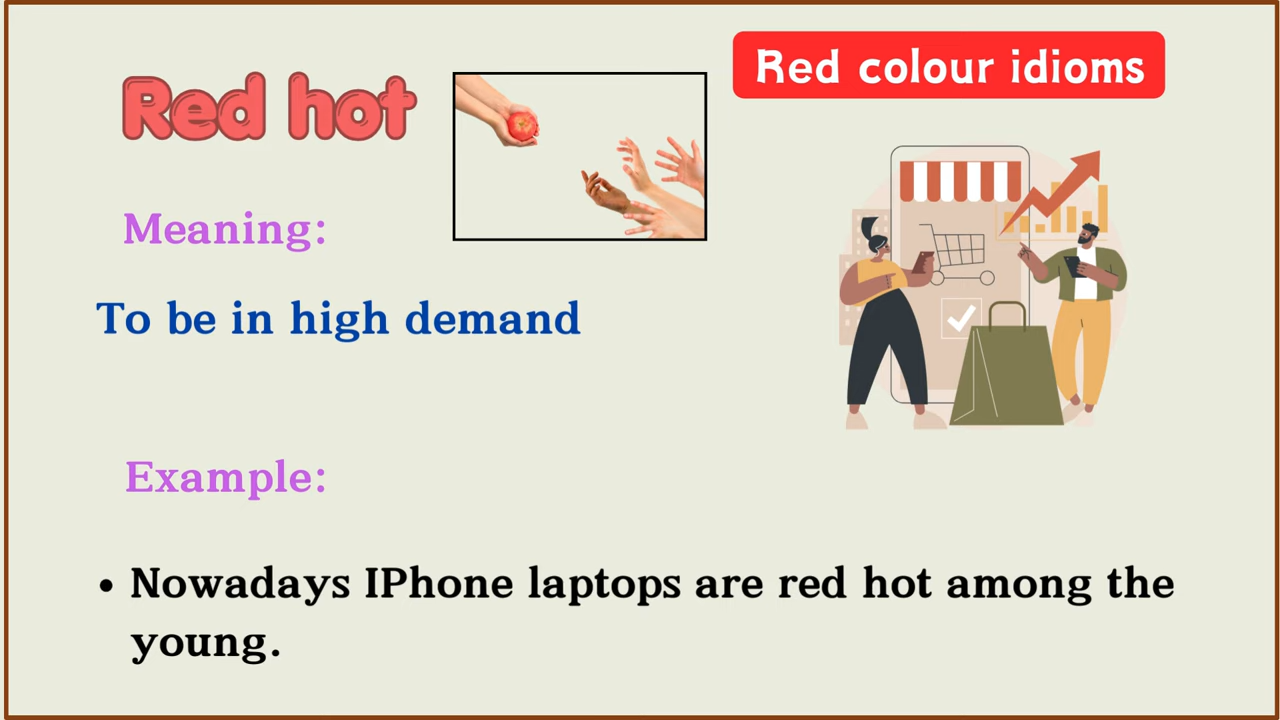 Red hot
Red colour idioms
Meaning:
To be in high demand
Example:
• Nowadays IPhone laptops are red hot among the
young.